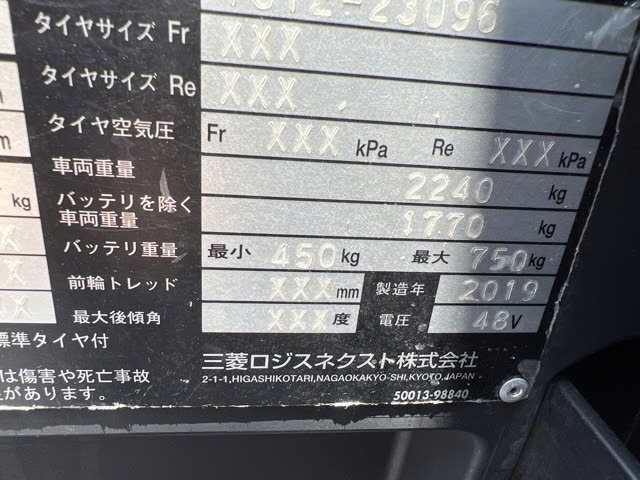 タイヤサイズ Fr XXX
タイヤサイズ Re XXX
タイヤ空気圧 Fr XXX kPa Re XXX kPa
車両重量 2240 kg
バッテリを除く
車両重量 1770 kg
kg
バッテリ重量 最小 450 kg 最大 750 kg
前輪トレッド XXX mm 製造年 2019
最大後傾角 XXX 度 電圧 48 V
標準タイヤ付
三菱ロジスネクスト株式会社
2-1-1,HIGASHIKOTARI,NAGAOKAKYO-SHI,KYOTO,JAPAN
50013-98840
は傷害や死亡事故
があります。